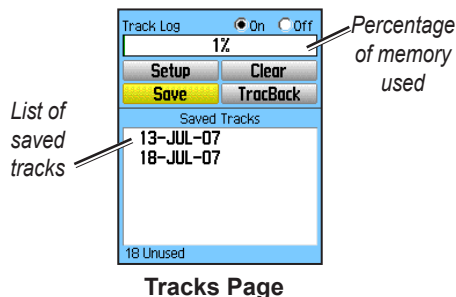 Track Log On Off
1%
Setup Clear
Save TracBack
Saved Tracks
13-JUL-07
18-JUL-07
18 Unused
Percentage
of memory
used
List of
saved
tracks
Tracks Page